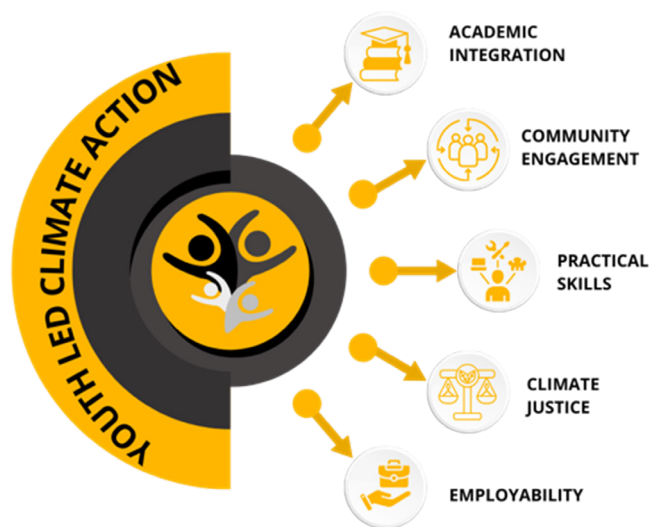 YOUTH LED CLIMATE ACTION
ACADEMIC
INTEGRATION
COMMUNITY
ENGAGEMENT
PRACTICAL
SKILLS
CLIMATE
JUSTICE
EMPLOYABILITY